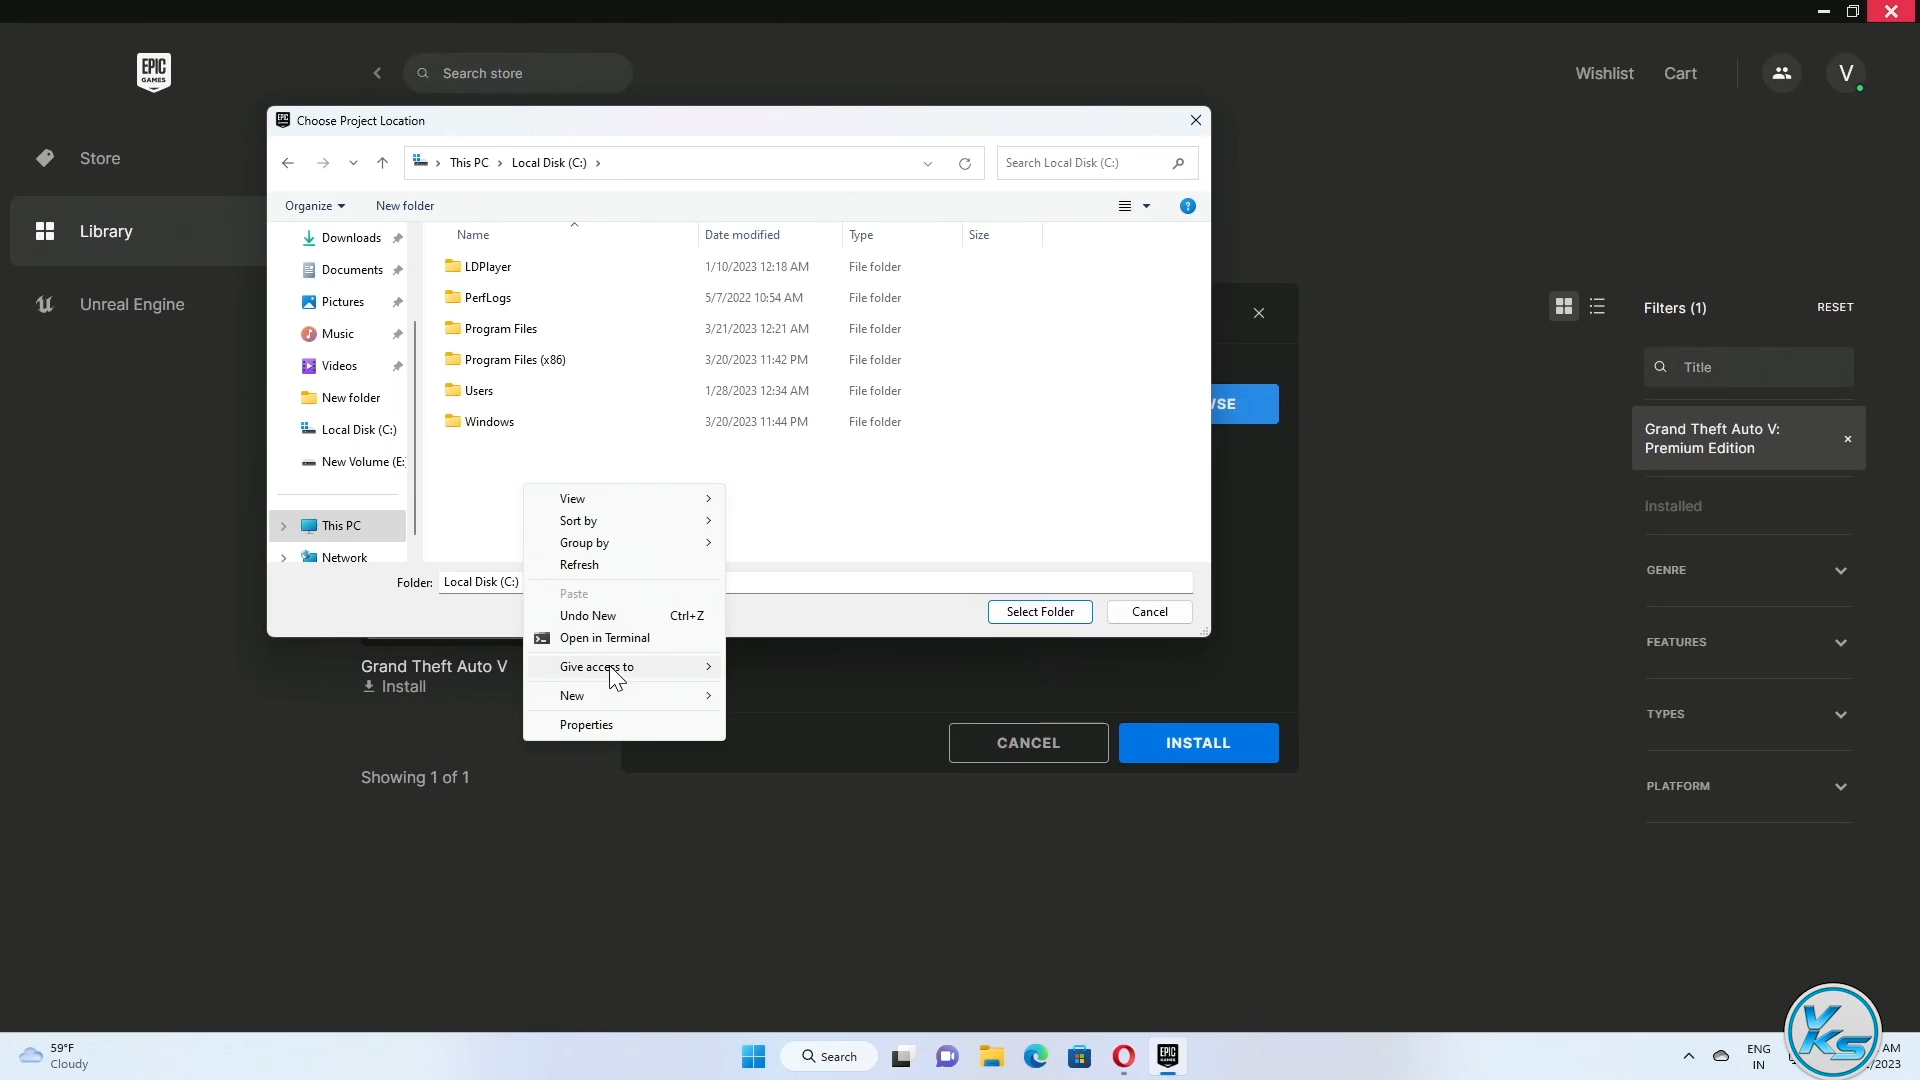 EPIC
GAMES
Search store
Wishlist
Cart
V
Store
Library
Unreal Engine
EPIC
Choose Project Location
This PC
Local Disk (C:)
Search Local Disk (C:)
Organize
New folder
?
Name
Date modified
Type
Size
Downloads
Documents
Pictures
Music
Videos
New folder
Local Disk (C:)
New Volume (E:
This PC
Network
LDPlayer
1/10/2023 12:18 AM
File folder
PerfLogs
5/7/2022 10:54 AM
File folder
Program Files
3/21/2023 12:21 AM
File folder
Program Files (x86)
3/20/2023 11:42 PM
File folder
Users
1/28/2023 12:34 AM
File folder
Windows
3/20/2023 11:44 PM
File folder
Folder:
Local Disk (C:)
Select Folder
Cancel
View
Sort by
Group by
Refresh
Paste
Undo New
Ctrl+Z
Open in Terminal
Give access to
New
Properties
Grand Theft Auto V
Install
Showing 1 of 1
CANCEL
INSTALL
Filters (1)
RESET
Title
Grand Theft Auto V:
Premium Edition
Installed
GENRE
FEATURES
TYPES
PLATFORM
59°F
Cloudy
Search
EPIC
GAMES
ENG
IN
AM
/2023
VKS